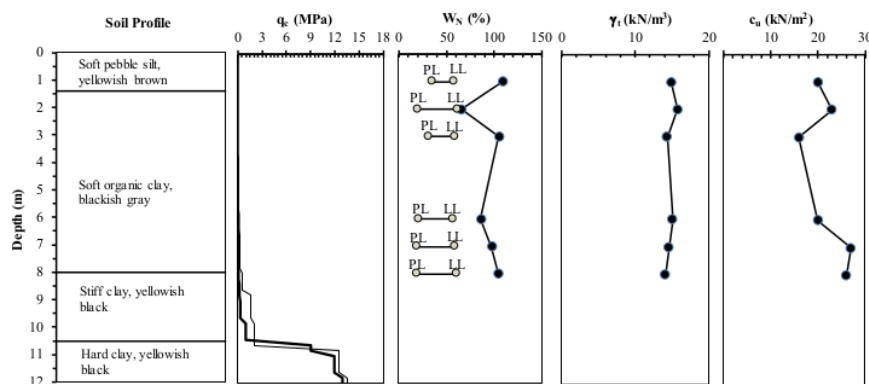 Soil Profile
qc (MPa)
WN (%)
γt (kN/m³)
cu (kN/m²)
0 3 6 9 12 15 18
0 50 100 150
0 10 20
0 10 20 30
Depth (m)
0
1
2
3
4
5
6
7
8
9
10
11
12
Soft pebble silt,
yellowish brown
Soft organic clay,
blackish gray
Stiff clay, yellowish
black
Hard clay, yellowish
black
PL LL
PL LL
PL LL
PL LL
PL LL
PL LL